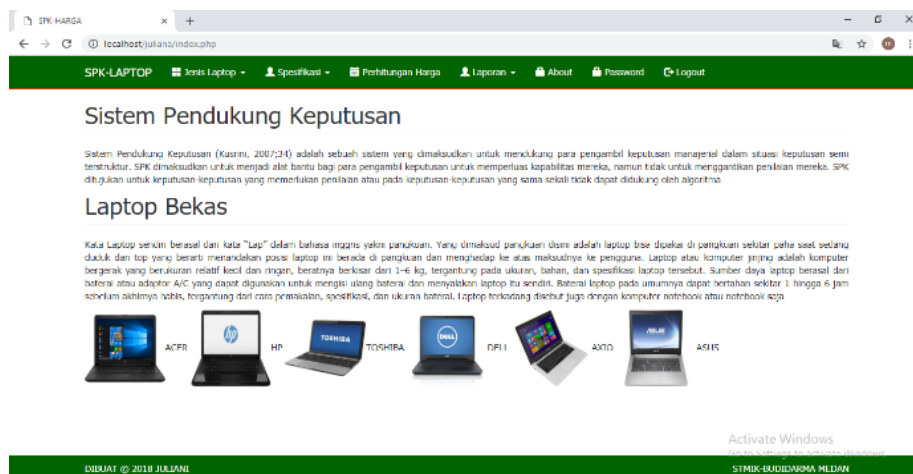 SPK-HARGA
localhost/juliana/index.php
SPK-LAPTOP Jenis Laptop Spesifikasi Perhitungan Harga Laporan About Password Logout
Sistem Pendukung Keputusan
Sistem Pendukung Keputusan (Kusrini, 2007;34) adalah sebuah sistem yang dimaksudkan untuk mendukung para pengambil keputusan manajerial dalam situasi keputusan semi
terstruktur. SPK dimaksudkan untuk menjadi alat bantu bagi para pengambil keputusan untuk memperluas kapabilitas mereka, namun tidak untuk menggantikan penilaian mereka. SPK
ditujukan untuk keputusan-keputusan yang memerlukan penilaian atau pada keputusan-keputusan yang sama sekali tidak dapat didukung oleh algoritma
Laptop Bekas
Kata Laptop sendiri berasal dari kata "Lap" dalam bahasa inggris yakni pangkuan. Yang dimaksud pangkuan disini adalah laptop bisa dipakai di pangkuan sekitar paha saat sedang
duduk dan top yang berarti menandakan posisi laptop ini berada di pangkuan dan menghadap ke atas maksudnya ke pengguna. Laptop atau komputer jinjing adalah komputer
bergerak yang berukuran relatif kecil dan ringan, beratnya berkisar dari 1–6 kg, tergantung pada ukuran, bahan, dan spesifikasi laptop tersebut. Sumber daya laptop berasal dari
baterai atau adaptor A/C yang dapat digunakan untuk mengisi ulang baterai dan menyalakan laptop itu sendiri. Baterai laptop pada umumnya dapat bertahan sekitar 1 hingga 6 jam
sebelum akhirnya habis, tergantung dari cara pemakaian, spesifikasi, dan ukuran baterai. Laptop terkadang disebut juga dengan komputer notebook atau notebook saja
ACER hp HP TOSHIBA TOSHIBA DELL DELL AXIO ASUS ASUS
Activate Windows
Go to Settings to activate Windows.
DIBUAT © 2018 JULIANI STMIK-BUDIDARMA MEDAN